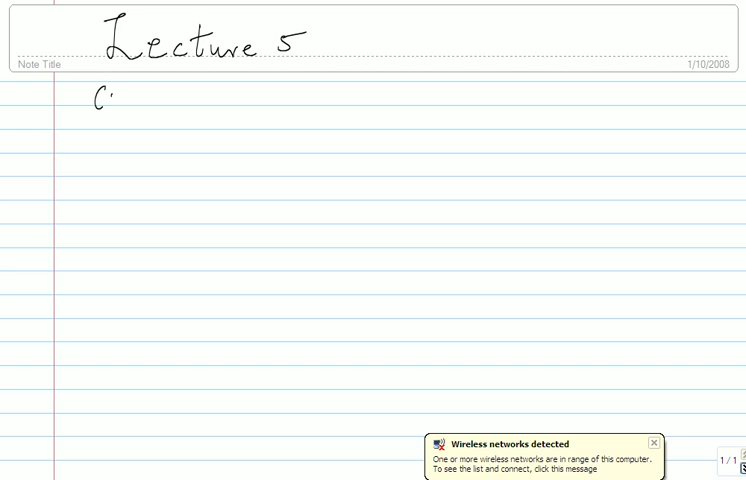 Lecture 5
Note Title
1/10/2008
Wireless networks detected
One or more wireless networks are in range of this computer.
To see the list and connect, click this message
1 / 1